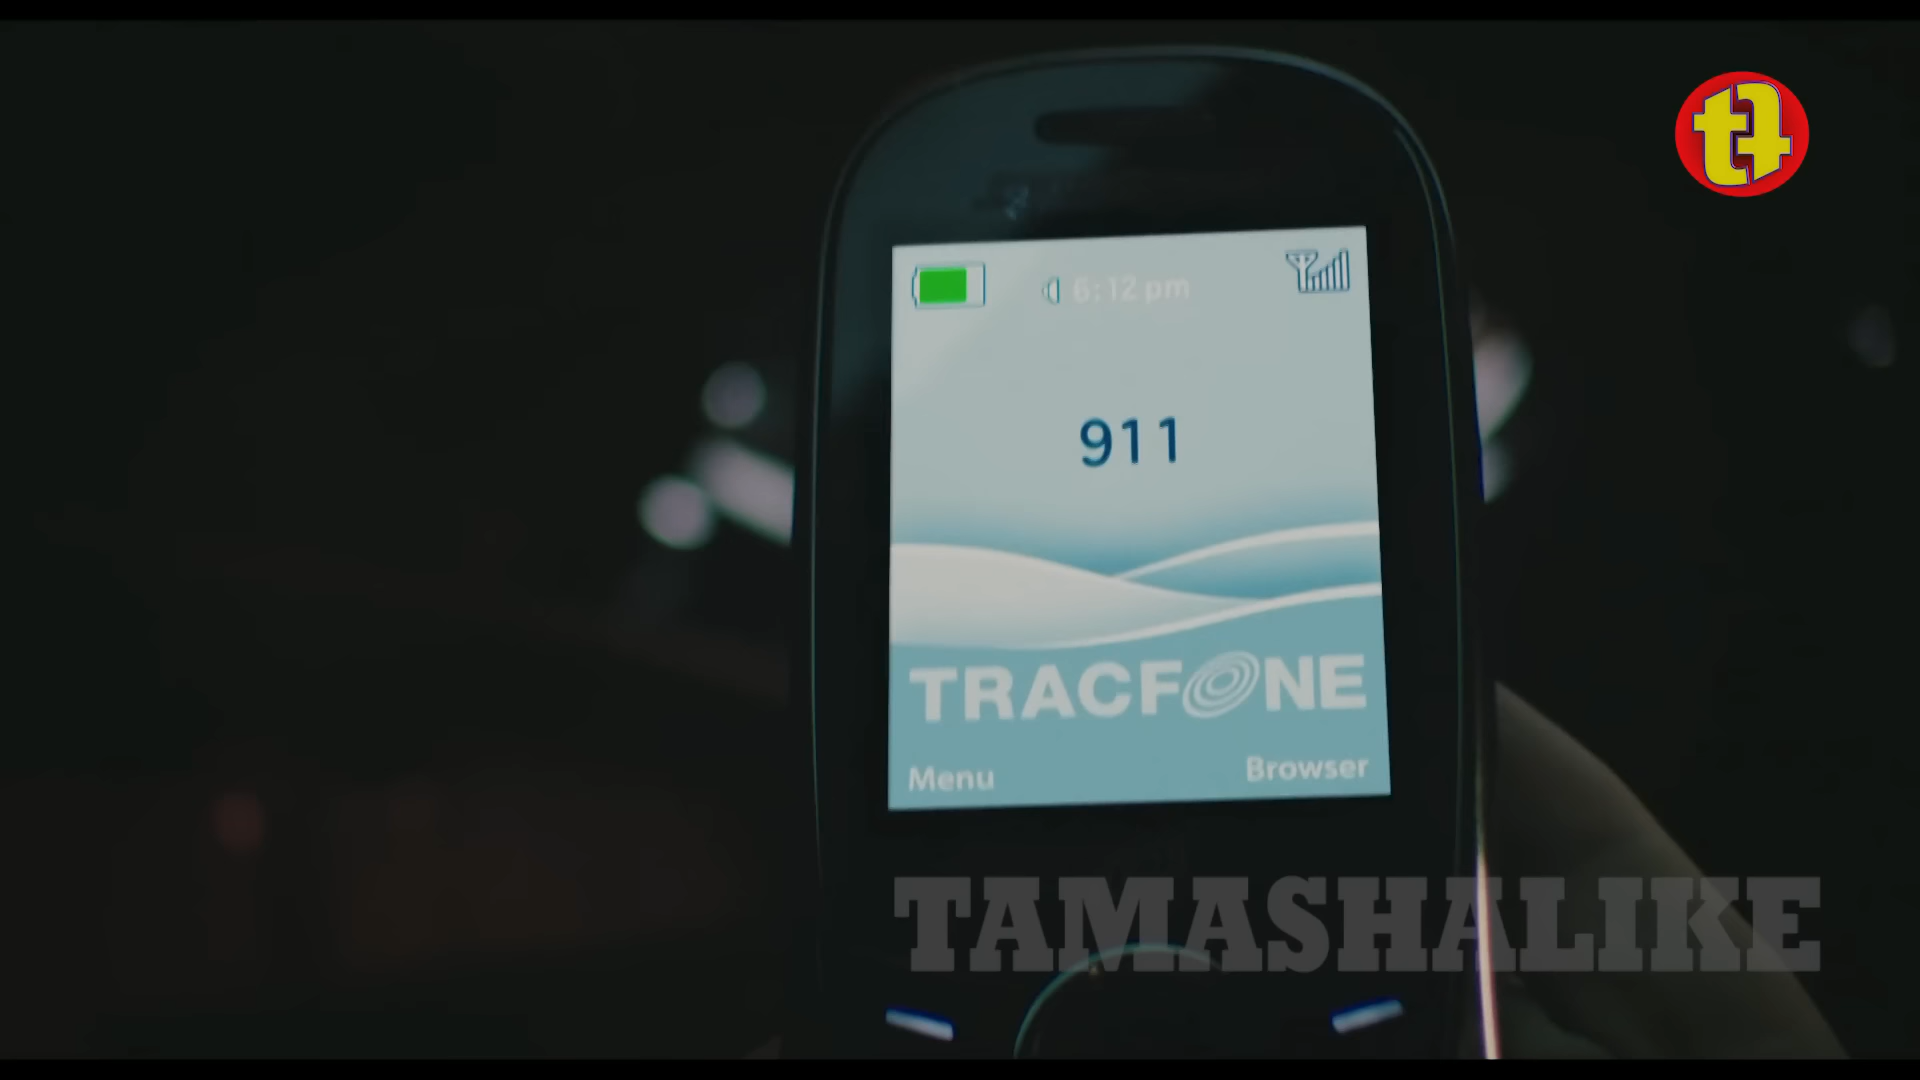 6:12 pm
911
TRACFONE
Menu
Browser
TAMASHALIKE